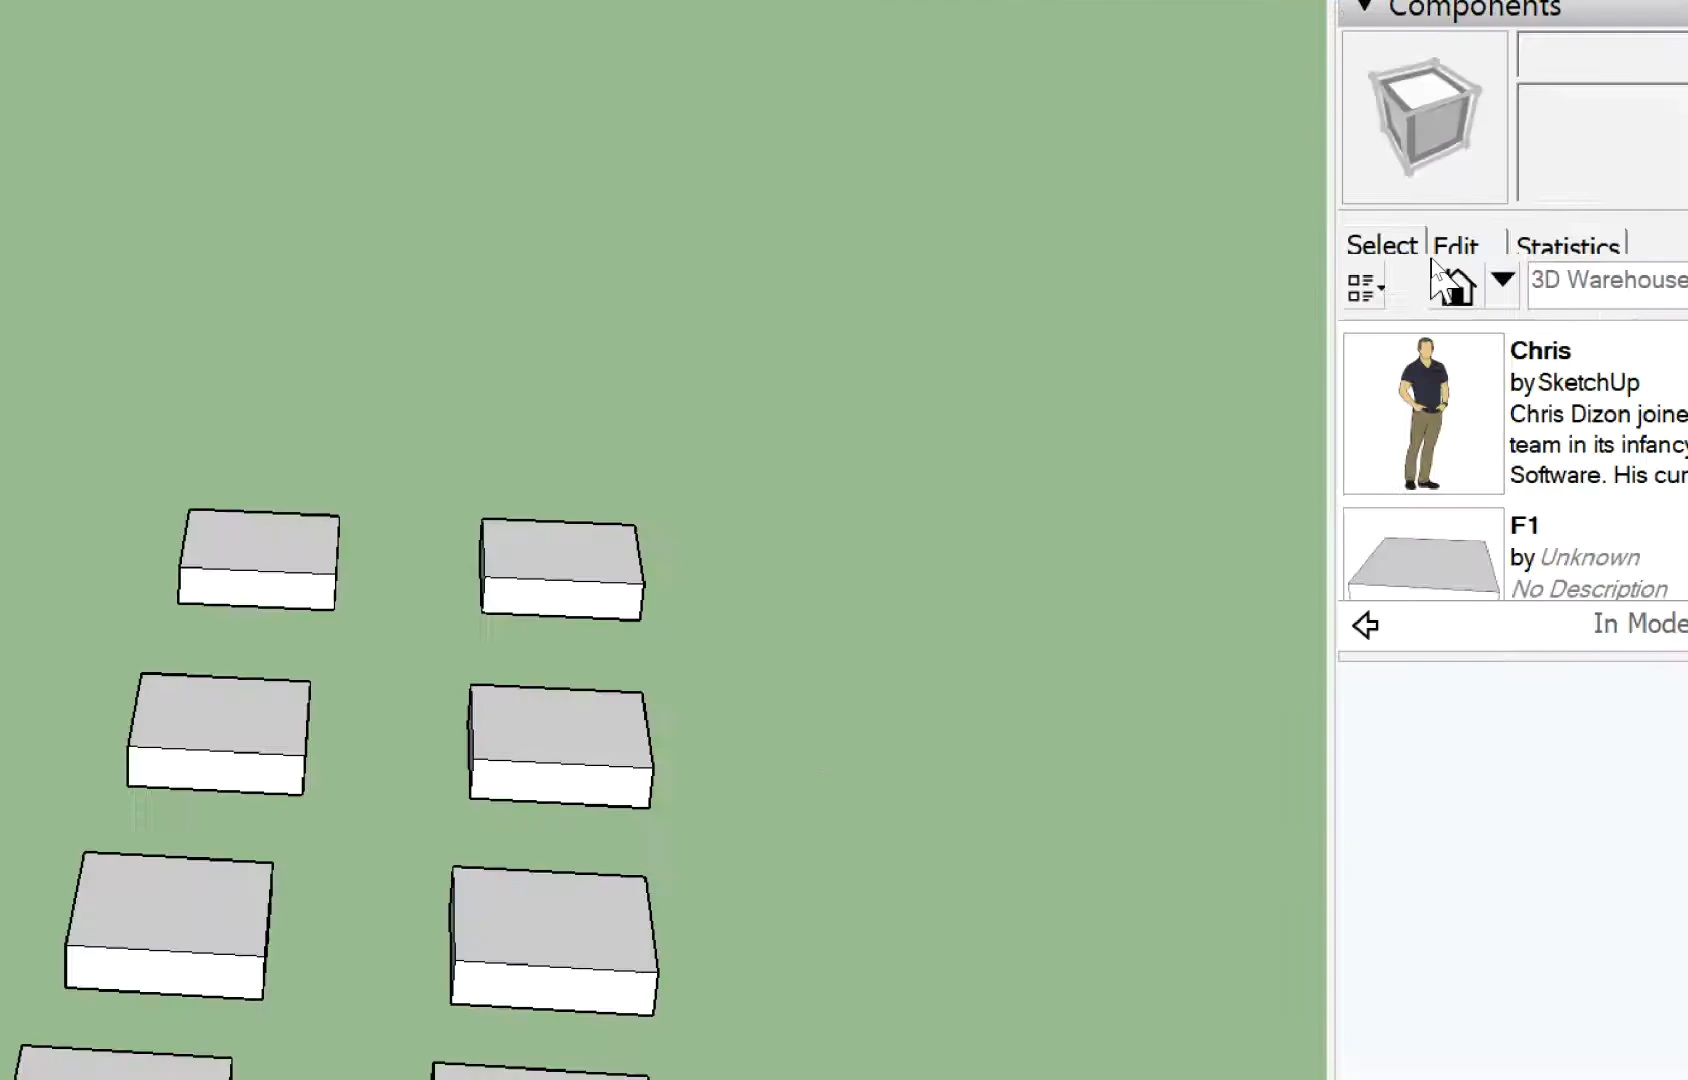 Components
Select Edit Statistics
3D Warehouse
Chris
by SketchUp
Chris Dizon joine
team in its infancy
Software. His cur
F1
by Unknown
No Description
In Mode